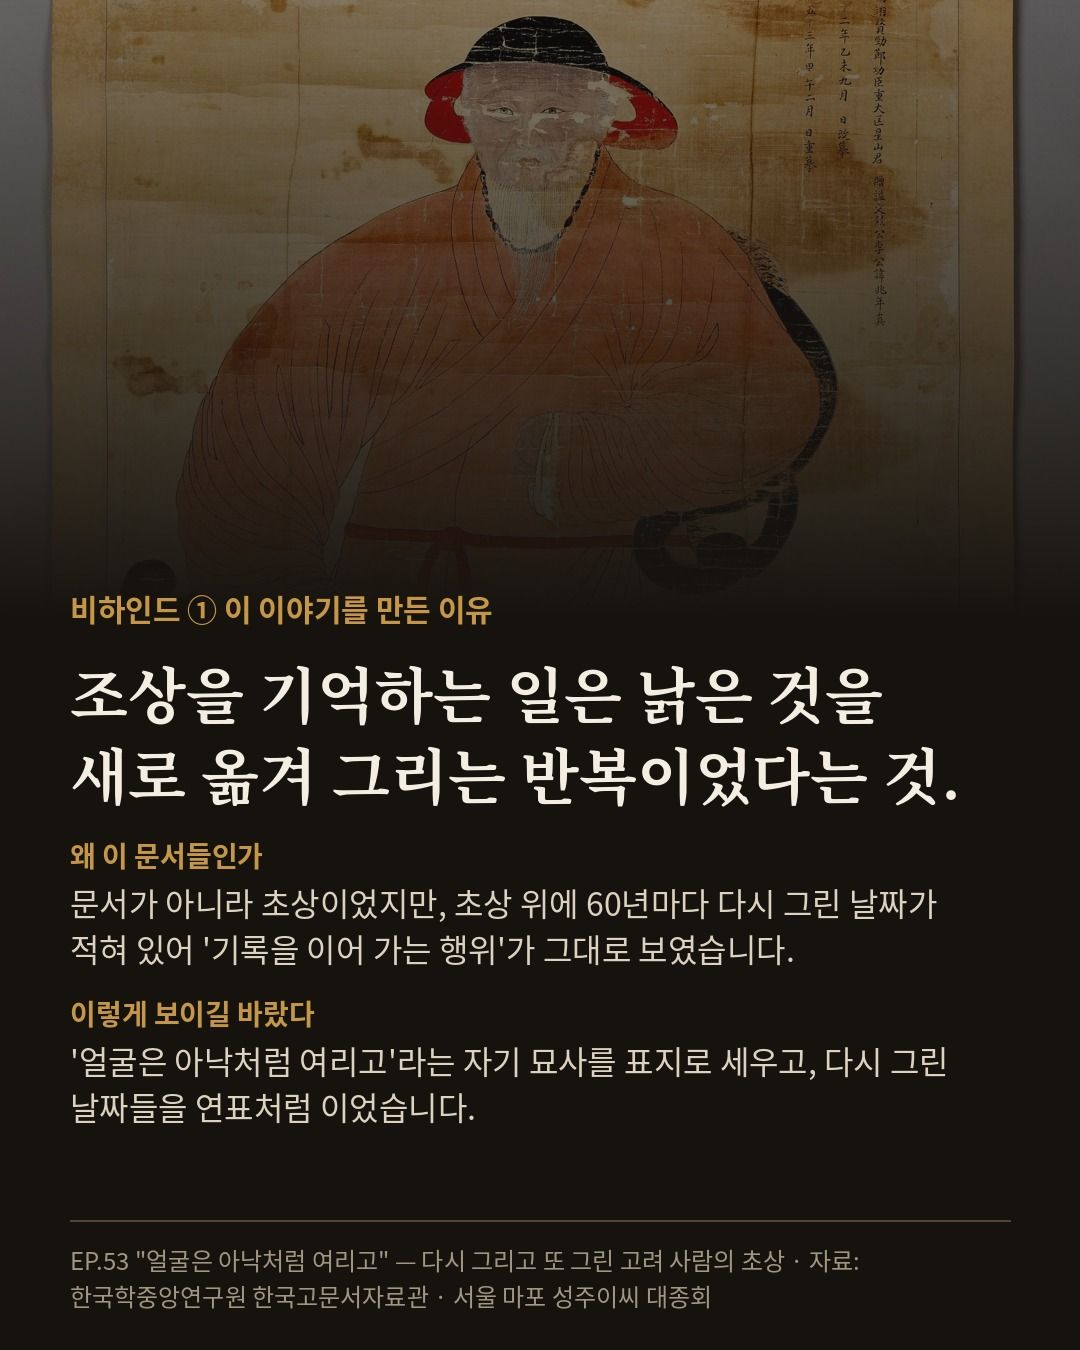 二年乙未九月 日改摹
비하인드 ① 이 이야기를 만든 이유
조상을 기억하는 일은 낡은 것을
새로 옮겨 그리는 반복이었다는 것.
왜 이 문서들인가
문서가 아니라 초상이었지만, 초상 위에 60년마다 다시 그린 날짜가
적혀 있어 '기록을 이어 가는 행위'가 그대로 보였습니다.
이렇게 보이길 바랐다
'얼굴은 아낙처럼 여리고'라는 자기 묘사를 표지로 세우고, 다시 그린
날짜들을 연표처럼 이었습니다.
EP.53 "얼굴은 아낙처럼 여리고" — 다시 그리고 또 그린 고려 사람의 초상 · 자료:
한국학중앙연구원 한국고문서자료관 · 서울 마포 성주이씨 대종회